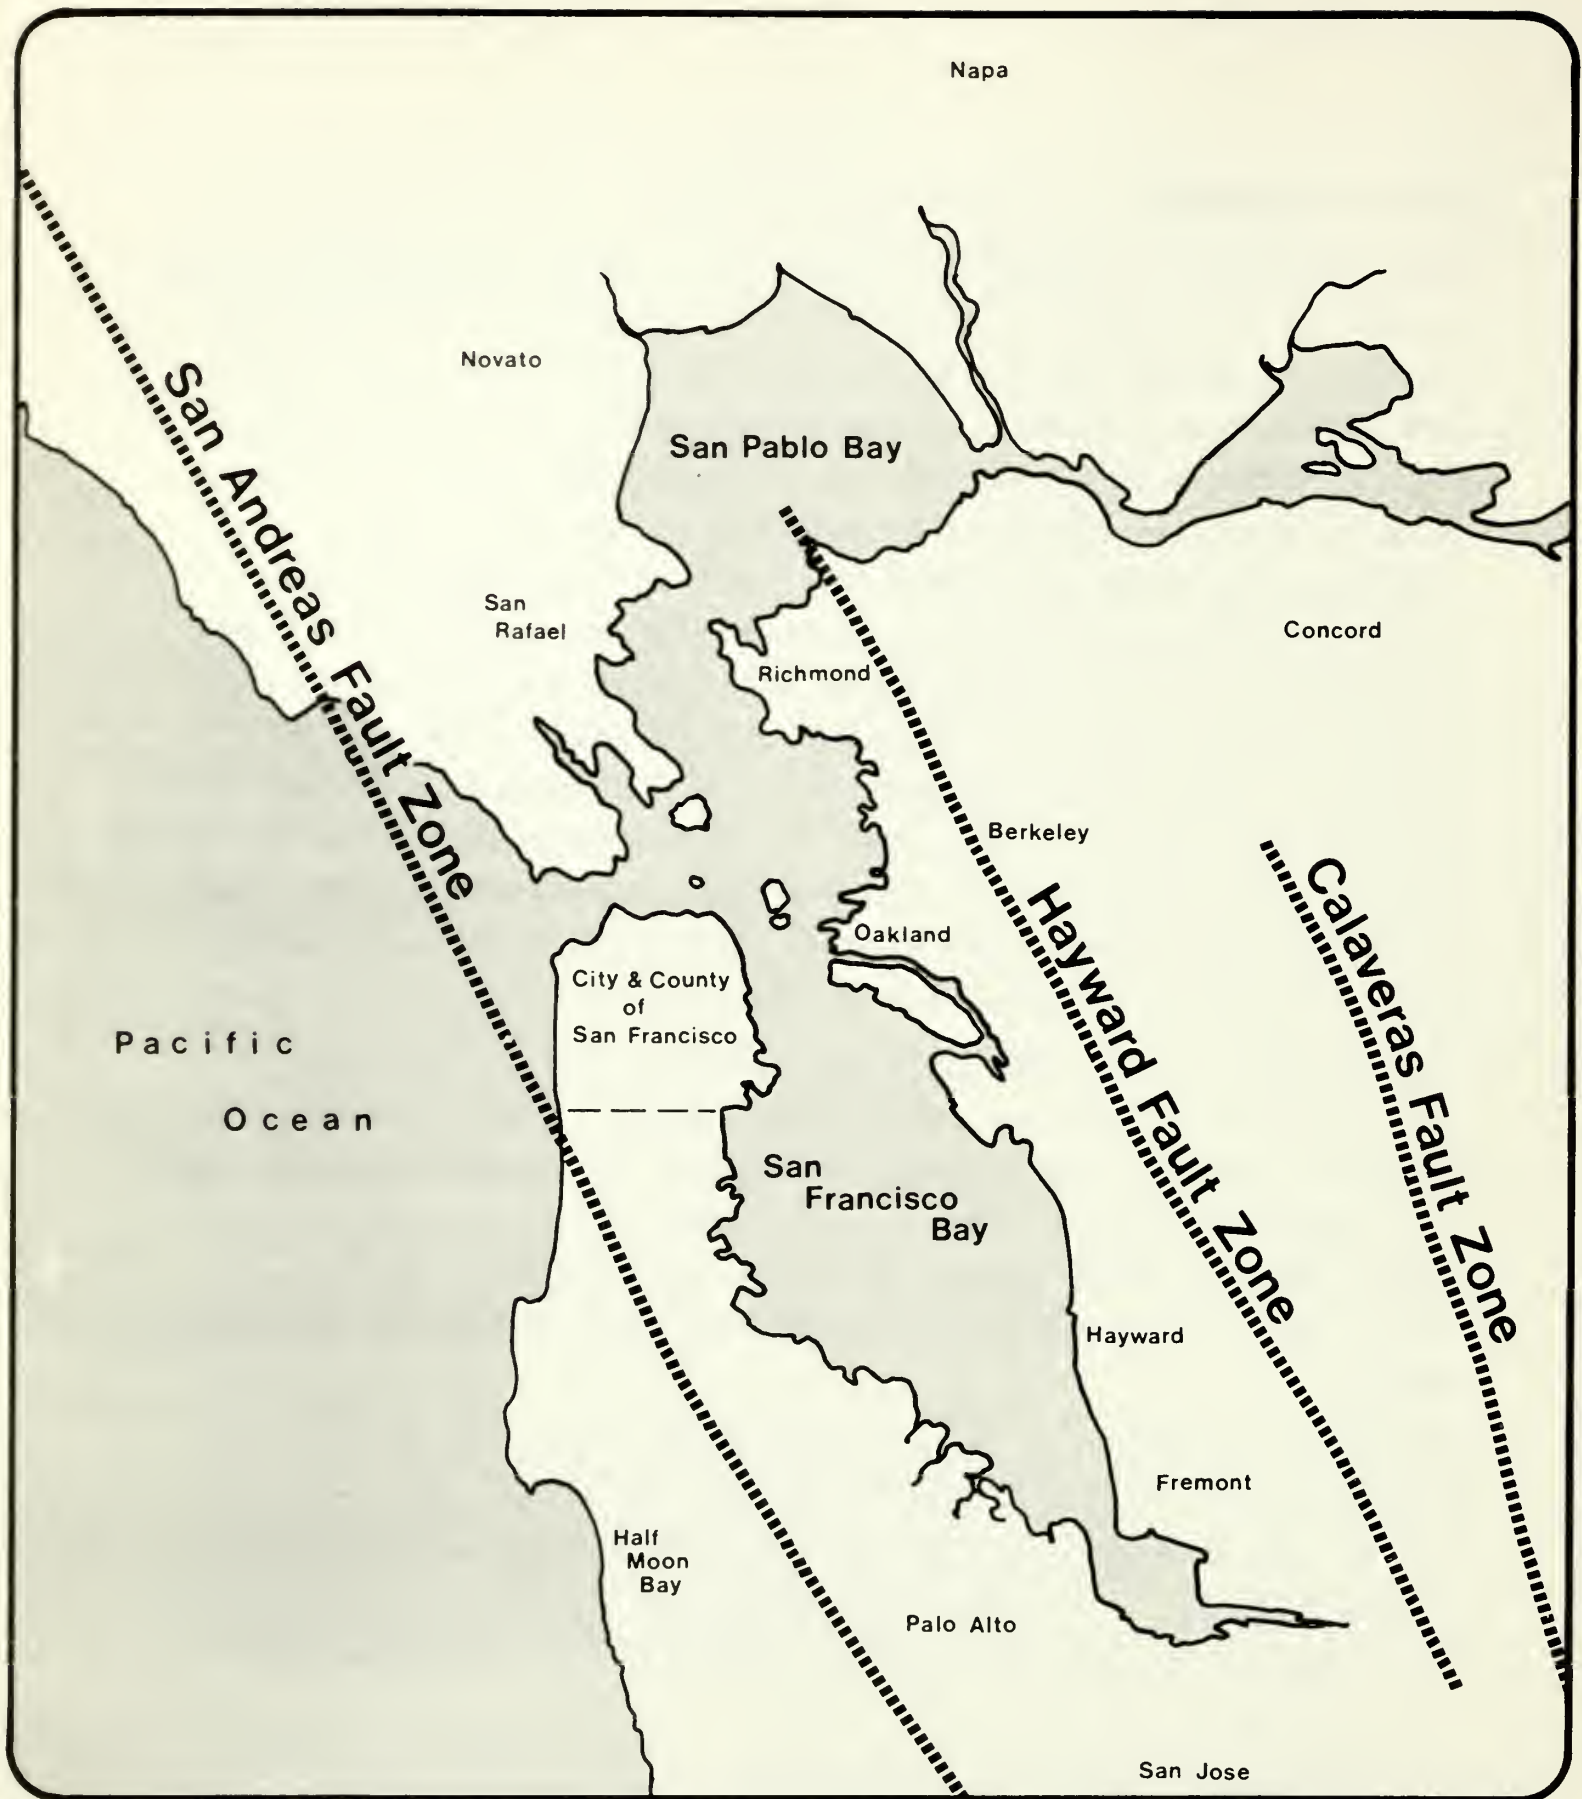 Napa
Novato
San Andreas Fault Zone
San Pablo Bay
San
Rafael
Concord
Richmond
Berkeley
Calaveras Fault Zone
Hayward Fault Zone
Oakland
City & County
of
San Francisco
Pacific
Ocean
San
Francisco
Bay
Hayward
Fremont
Half
Moon
Bay
Palo Alto
San Jose